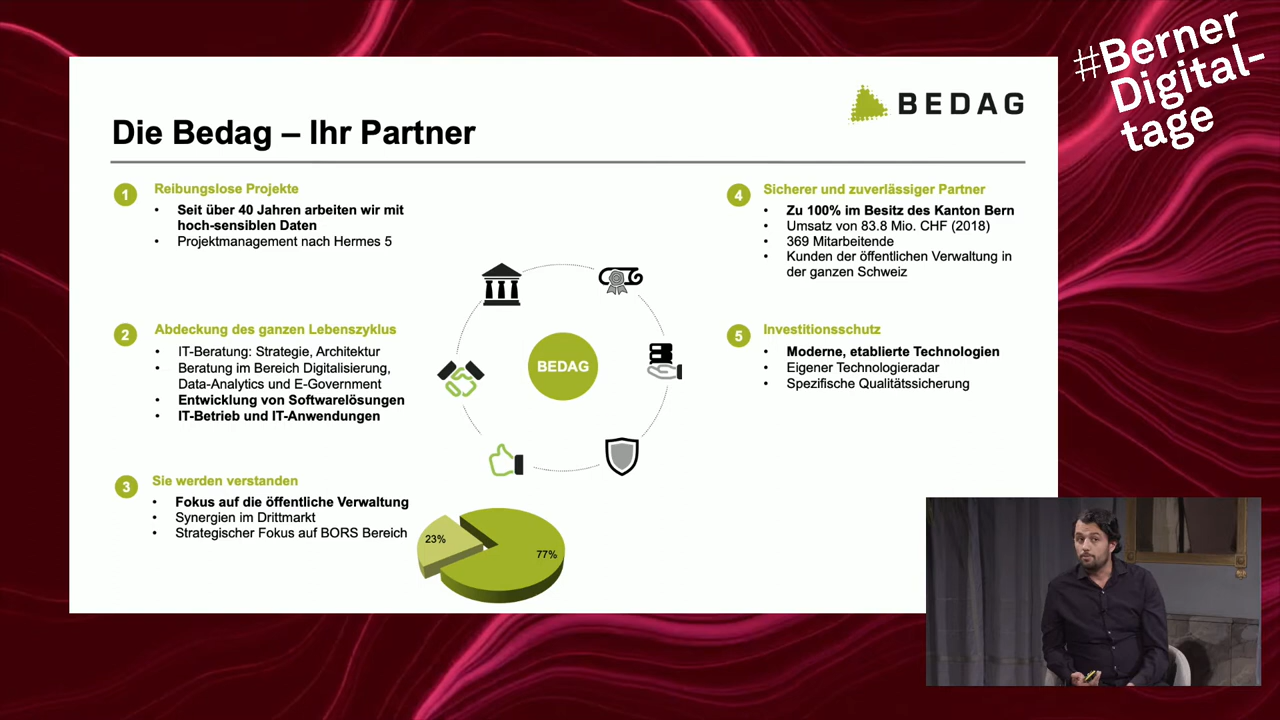 #Berner
Digital-
tage
BEDAG
Die Bedag – Ihr Partner
1
Reibungslose Projekte
• Seit über 40 Jahren arbeiten wir mit
hoch-sensiblen Daten
• Projektmanagement nach Hermes 5
2
Abdeckung des ganzen Lebenszyklus
• IT-Beratung: Strategie, Architektur
• Beratung im Bereich Digitalisierung,
Data-Analytics und E-Government
• Entwicklung von Softwarelösungen
• IT-Betrieb und IT-Anwendungen
3
Sie werden verstanden
• Fokus auf die öffentliche Verwaltung
• Synergien im Drittmarkt
• Strategischer Fokus auf BORS Bereich
BEDAG
23%
77%
4
Sicherer und zuverlässiger Partner
• Zu 100% im Besitz des Kanton Bern
• Umsatz von 83.8 Mio. CHF (2018)
• 369 Mitarbeitende
• Kunden der öffentlichen Verwaltung in
der ganzen Schweiz
5
Investitionsschutz
• Moderne, etablierte Technologien
• Eigener Technologieradar
• Spezifische Qualitätssicherung